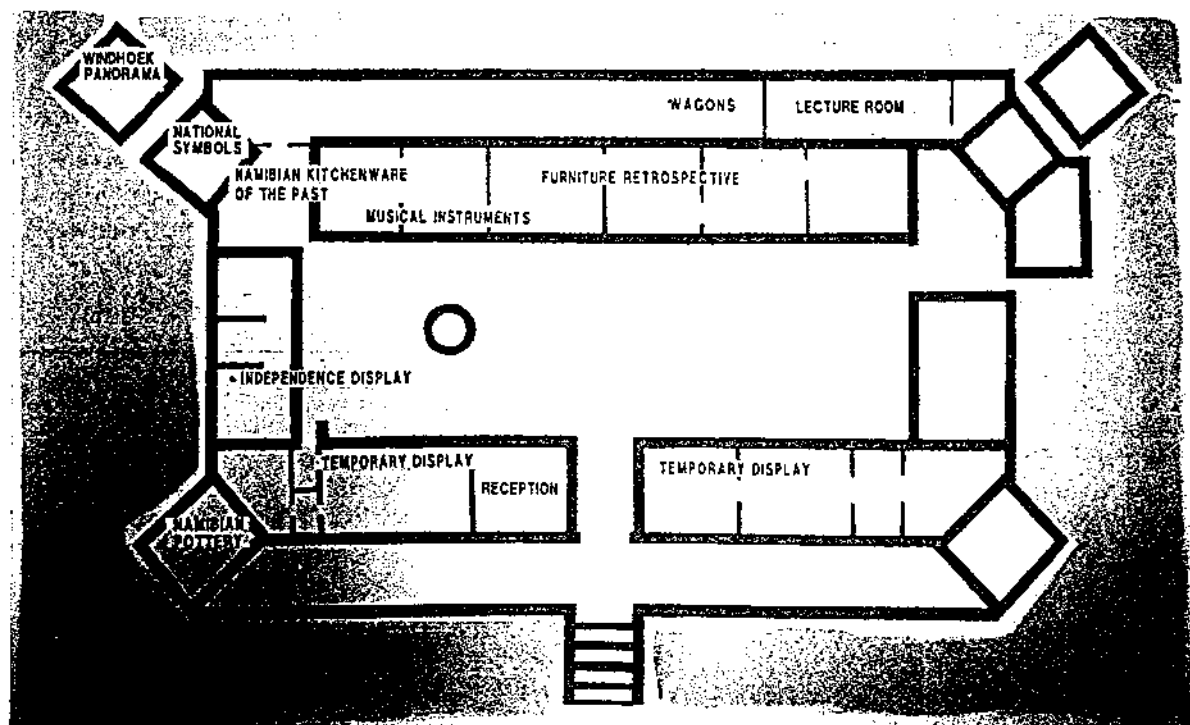 WINDHOEK
PANORAMA
WAGONS
LECTURE ROOM
NATIONAL
SYMBOLS
NAMIBIAN KITCHENWARE
OF THE PAST
FURNITURE RETROSPECTIVE
MUSICAL INSTRUMENTS
INDEPENDENCE DISPLAY
TEMPORARY DISPLAY
RECEPTION
TEMPORARY DISPLAY
NAMIBIAN
POTTERY